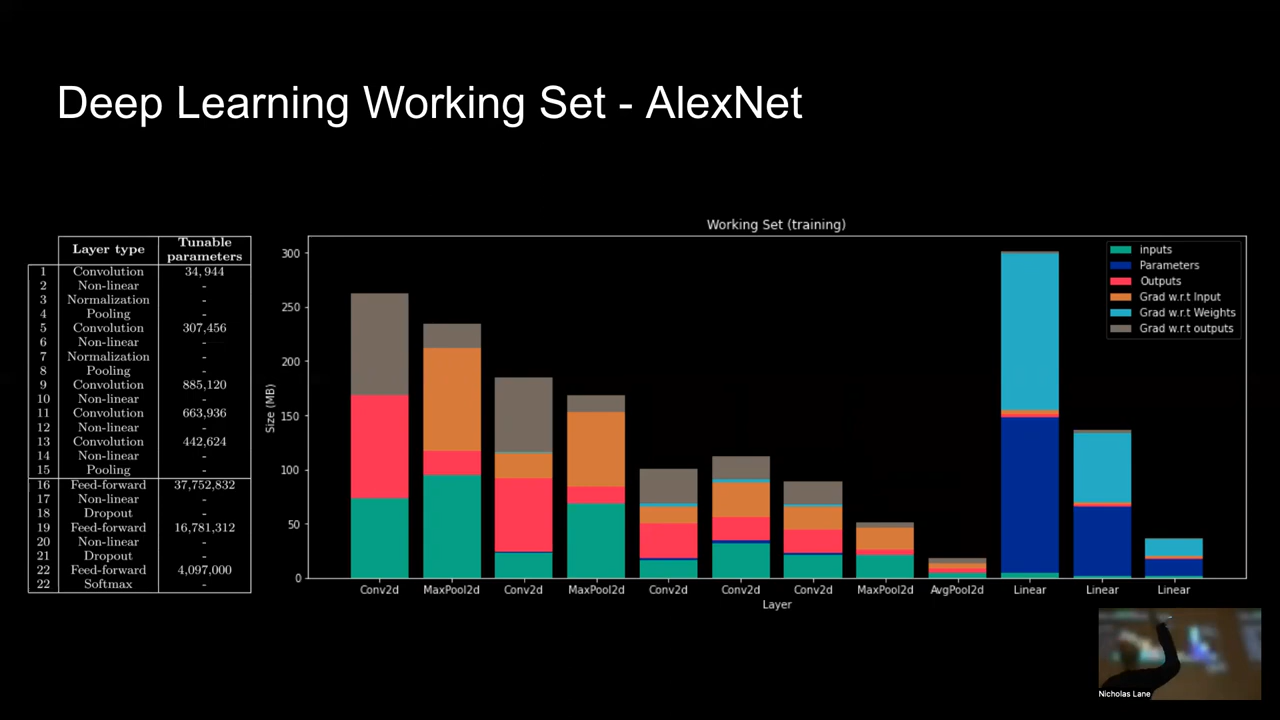 Deep Learning Working Set - AlexNet
Layer type Tunable parameters
1 Convolution 34,944
2 Non-linear -
3 Normalization -
4 Pooling -
5 Convolution 307,456
6 Non-linear -
7 Normalization -
8 Pooling -
9 Convolution 885,120
10 Non-linear -
11 Convolution 663,936
12 Non-linear -
13 Convolution 442,624
14 Non-linear -
15 Pooling -
16 Feed-forward 37,752,832
17 Non-linear -
18 Dropout -
19 Feed-forward 16,781,312
20 Non-linear -
21 Dropout -
22 Feed-forward 4,097,000
22 Softmax -
Working Set (training)
Size (MB)
300
250
200
150
100
50
0
inputs
Parameters
Outputs
Grad w.r.t Input
Grad w.r.t Weights
Grad w.r.t outputs
Conv2d MaxPool2d Conv2d MaxPool2d Conv2d Conv2d Conv2d MaxPool2d AvgPool2d Linear Linear Linear
Layer
Nicholas Lane